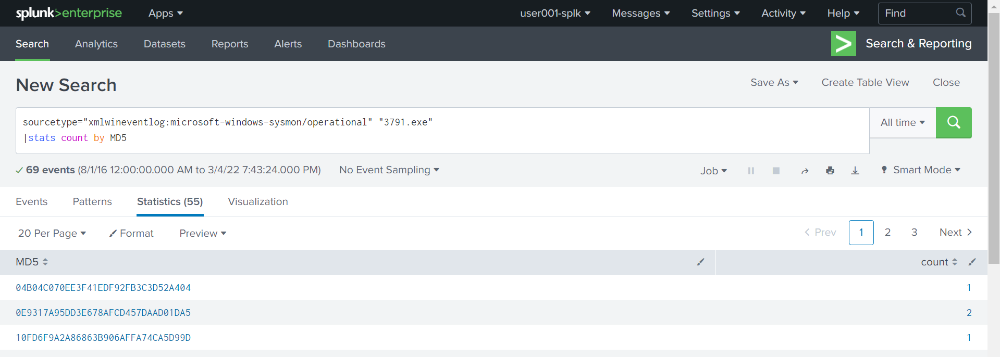 splunk>enterprise Apps user001-splk Messages Settings Activity Help Find
Search Analytics Datasets Reports Alerts Dashboards Search & Reporting
New Search Save As Create Table View Close
sourcetype="xmlwineventlog:microsoft-windows-sysmon/operational" "3791.exe" All time
|stats count by MD5
69 events (8/1/16 12:00:00.000 AM to 3/4/22 7:43:24.000 PM) No Event Sampling Job Smart Mode
Events Patterns Statistics (55) Visualization
20 Per Page Format Preview < Prev 1 2 3 Next >
MD5 count
04B04C070EE3F41EDF92FB3C3D52A404 1
0E9317A95DD3E678AFCD457DAAD01DA5 2
10FD6F9A2A86863B906AFFA74CA5D99D 1